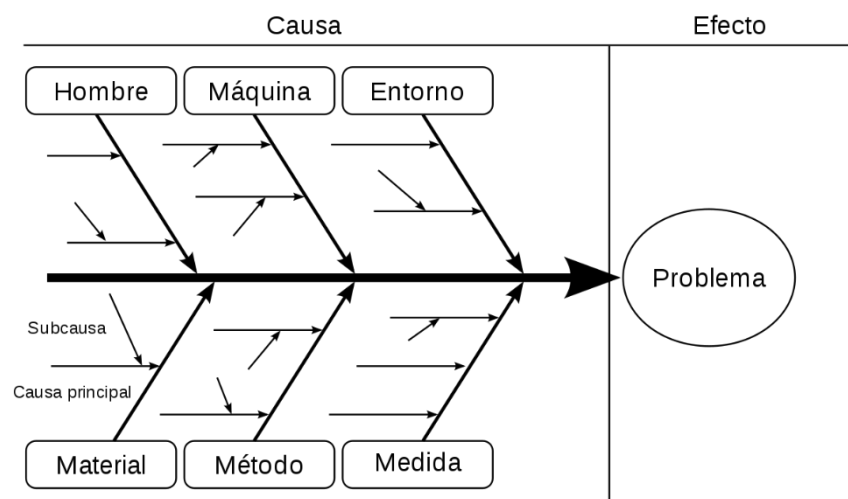 Causa
Efecto
Hombre
Máquina
Entorno
Problema
Subcausa
Causa principal
Material
Método
Medida